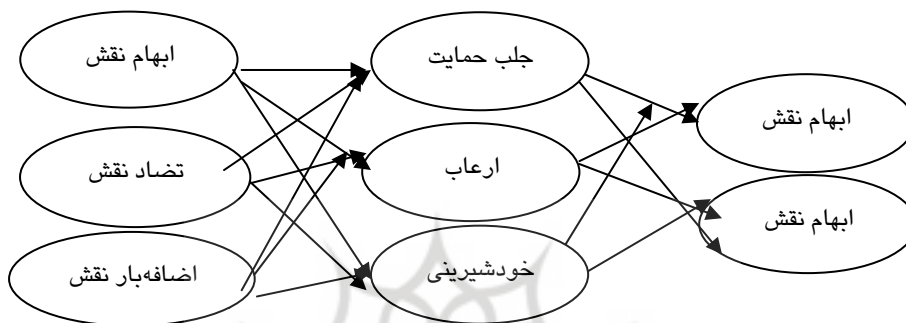 ابهام نقش
تضاد نقش
اضافه‌بار نقش
جلب حمایت
ارعاب
خودشیرینی
ابهام نقش
ابهام نقش